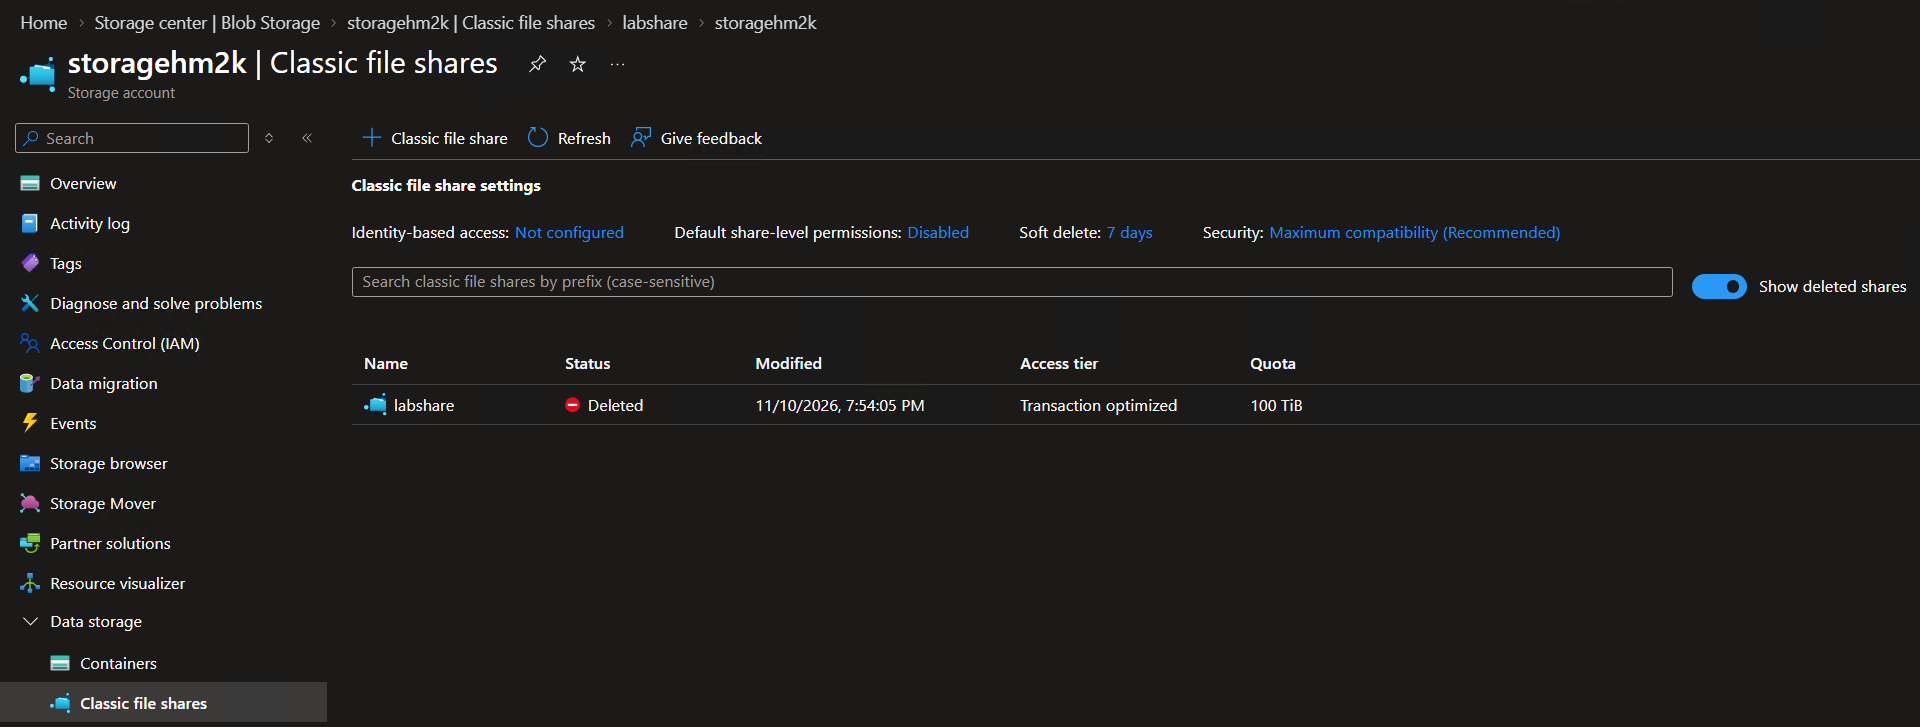 Home > Storage center | Blob Storage > storagehm2k | Classic file shares > labshare > storagehm2k
storagehm2k | Classic file shares ...
Storage account
Search
+ Classic file share Refresh Give feedback
Overview
Activity log
Tags
Diagnose and solve problems
Access Control (IAM)
Data migration
Events
Storage browser
Storage Mover
Partner solutions
Resource visualizer
Data storage
Containers
Classic file shares
Classic file share settings
Identity-based access: Not configured Default share-level permissions: Disabled Soft delete: 7 days Security: Maximum compatibility (Recommended)
Search classic file shares by prefix (case-sensitive) Show deleted shares
Name Status Modified Access tier Quota
labshare Deleted 11/10/2026, 7:54:05 PM Transaction optimized 100 TiB